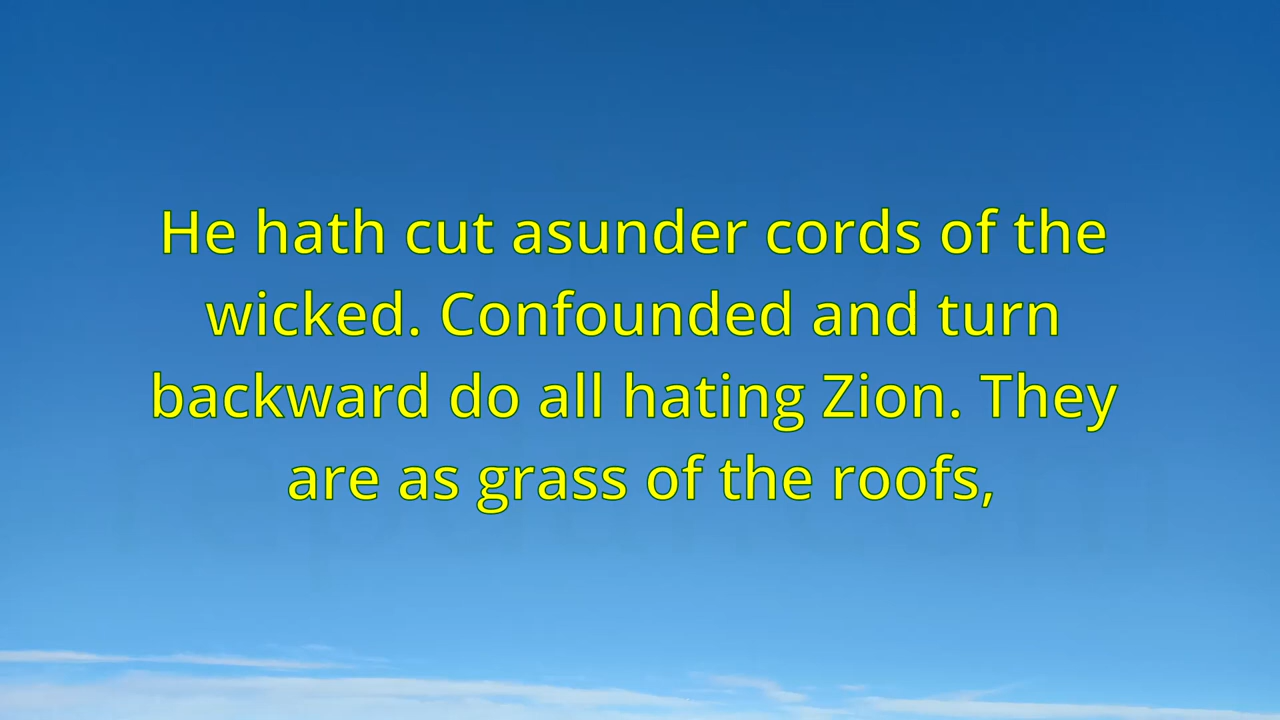 He hath cut asunder cords of the
wicked. Confounded and turn
backward do all hating Zion. They
are as grass of the roofs,